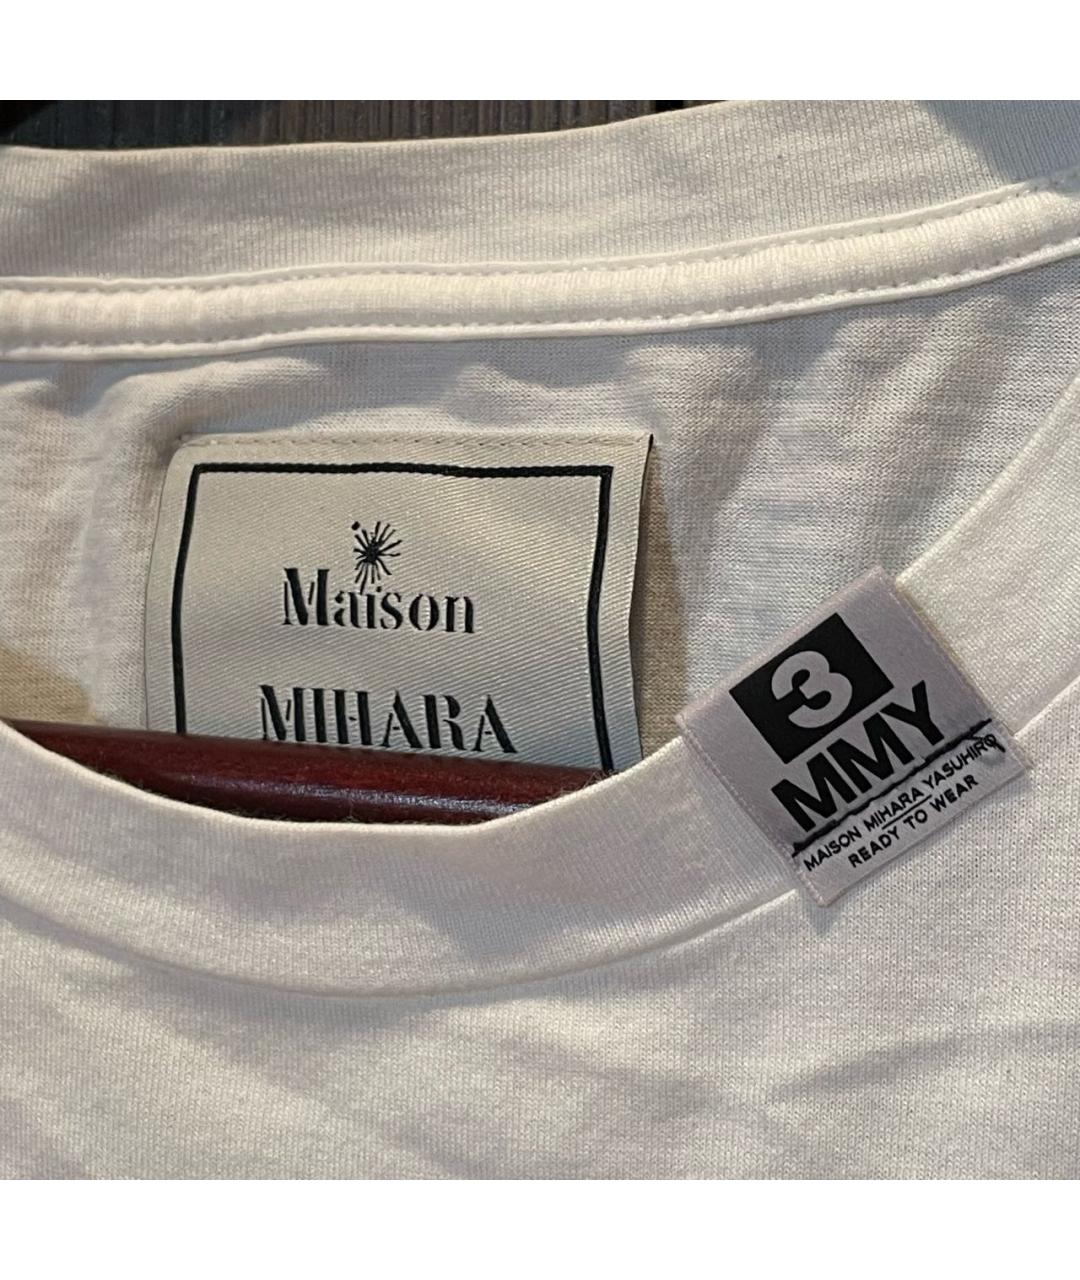 Maison
MIHARA
3
MMY
MAISON MIHARA YASUHIRO
READY TO WEAR